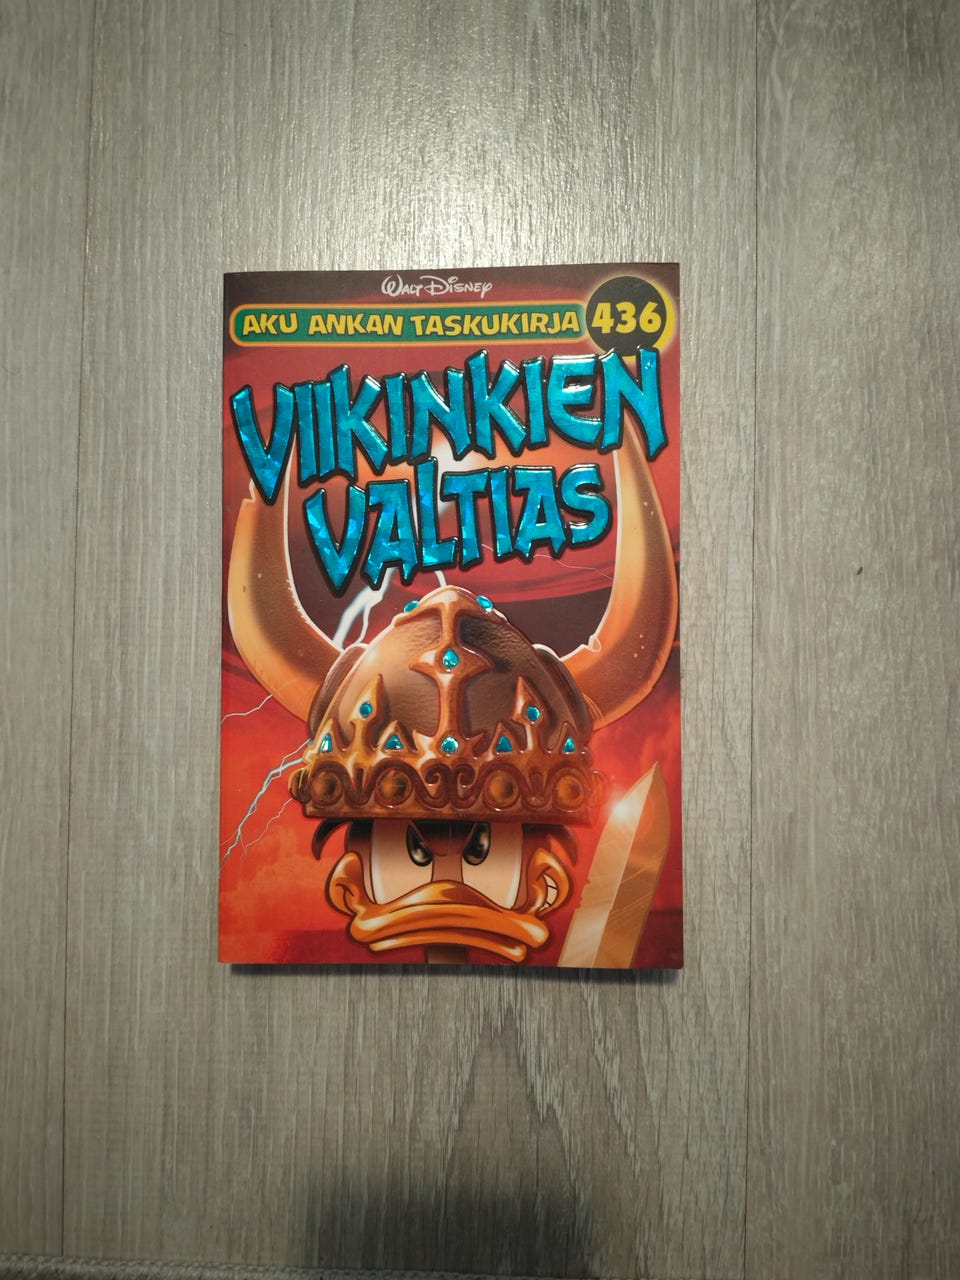 Walt Disney
AKU ANKAN TASKUKIRJA 436
VIIKINKIEN
VALTIAS